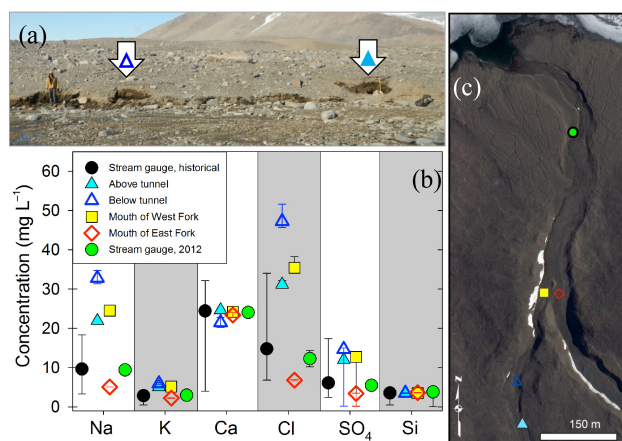 (a)
(c)
(b)
60
50
40
30
20
10
0
Concentration (mg L⁻¹)
Stream gauge, historical
Above tunnel
Below tunnel
Mouth of West Fork
Mouth of East Fork
Stream gauge, 2012
Na K Ca Cl SO₄ Si
N
150 m